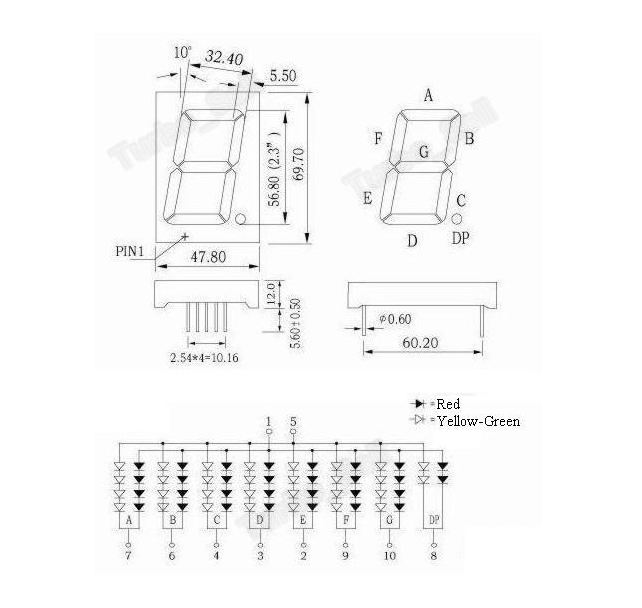 10° 32.40
5.50
A
F B
G
56.80 (2.3")
69.70
E C
D DP
PIN1
47.80
12.0
5.60±0.50
2.54*4=10.16
φ0.60
60.20
=Red
=Yellow-Green
1 5
A B C D E F G DP
7 6 4 3 2 9 10 8